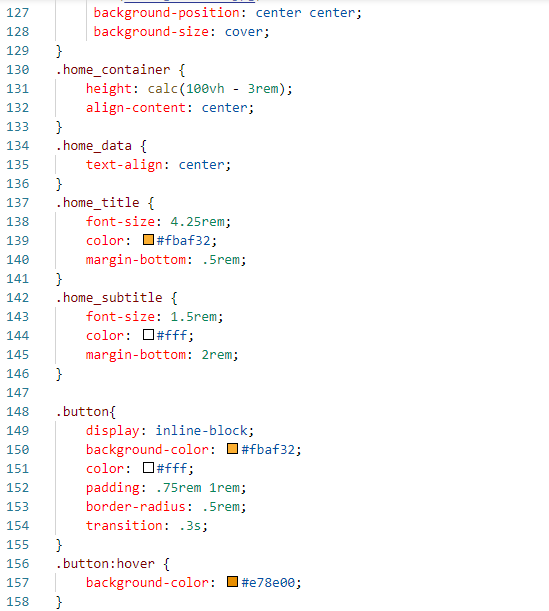 127 background-position: center center;
128 background-size: cover;
129 }
130 .home_container {
131 height: calc(100vh - 3rem);
132 align-content: center;
133 }
134 .home_data {
135 text-align: center;
136 }
137 .home_title {
138 font-size: 4.25rem;
139 color: #fbaf32;
140 margin-bottom: .5rem;
141 }
142 .home_subtitle {
143 font-size: 1.5rem;
144 color: #fff;
145 margin-bottom: 2rem;
146 }
147
148 .button{
149 display: inline-block;
150 background-color: #fbaf32;
151 color: #fff;
152 padding: .75rem 1rem;
153 border-radius: .5rem;
154 transition: .3s;
155 }
156 .button:hover {
157 background-color: #e78e00;
158 }